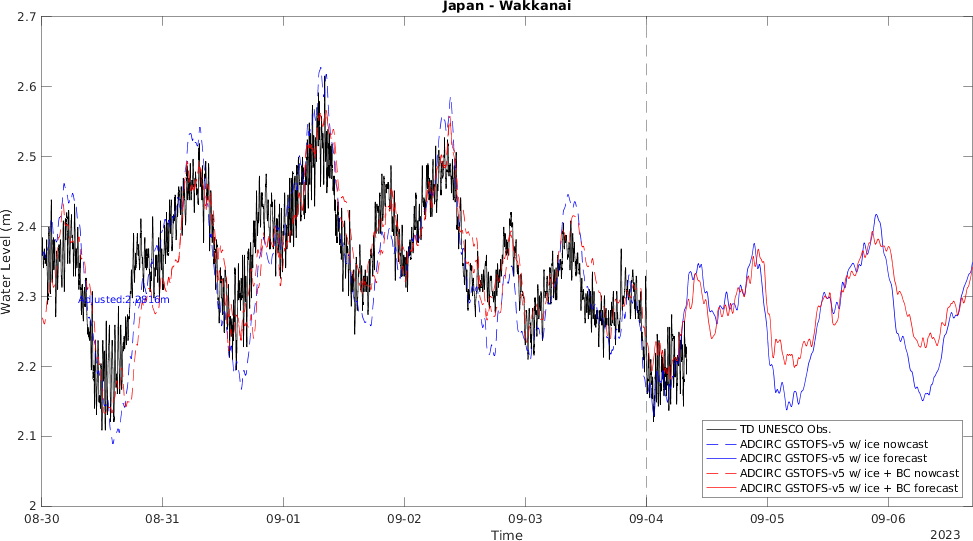 Japan - Wakkanai
2.7
2.6
2.5
2.4
2.3
2.2
2.1
2
Water Level (m)
08-30
08-31
09-01
09-02
09-03
09-04
09-05
09-06
Time
2023
TD UNESCO Obs.
ADCIRC GSTOFS-v5 w/ ice nowcast
ADCIRC GSTOFS-v5 w/ ice forecast
ADCIRC GSTOFS-v5 w/ ice + BC nowcast
ADCIRC GSTOFS-v5 w/ ice + BC forecast